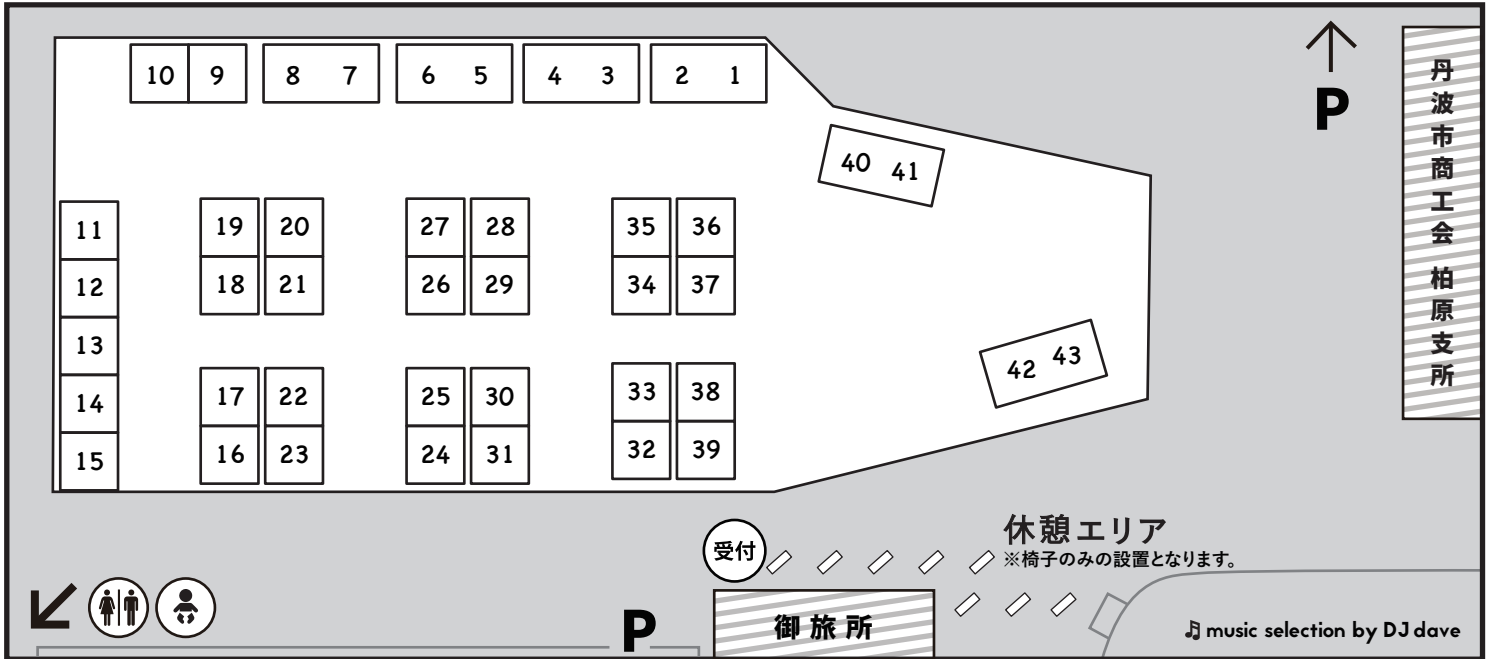 10 9 8 7 6 5 4 3 2 1
P
丹波市商工会 柏原支所
40 41
11 19 20 27 28 35 36
12 18 21 26 29 34 37
13
42 43
14 17 22 25 30 33 38
15 16 23 24 31 32 39
受付
休憩エリア
※椅子のみの設置となります。
P
御旅所
music selection by DJ dave